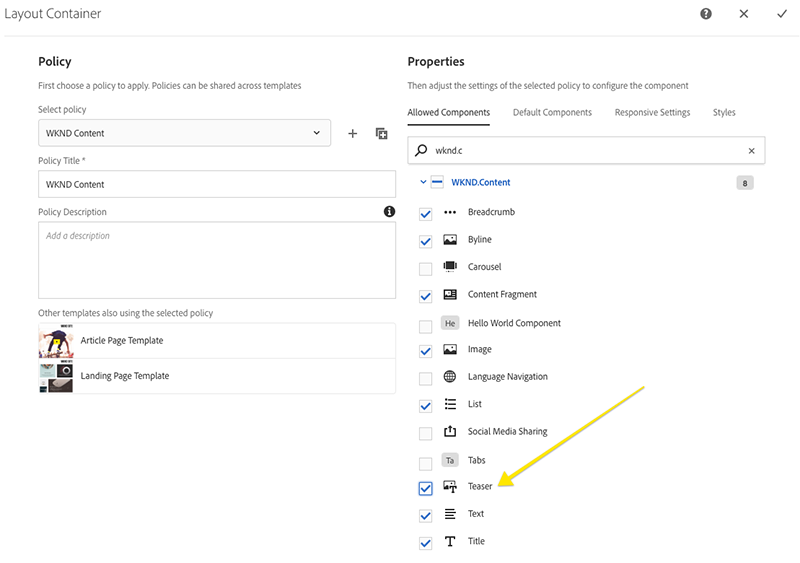 Layout Container
Policy
First choose a policy to apply. Policies can be shared across templates
Select policy
WKND Content
Policy Title *
WKND Content
Policy Description
Add a description
Other templates also using the selected policy
Article Page Template
Landing Page Template
Properties
Then adjust the settings of the selected policy to configure the component
Allowed Components Default Components Responsive Settings Styles
wknd.c
WKND.Content 8
Breadcrumb
Byline
Carousel
Content Fragment
He Hello World Component
Image
Language Navigation
List
Social Media Sharing
Ta Tabs
Teaser
Text
Title